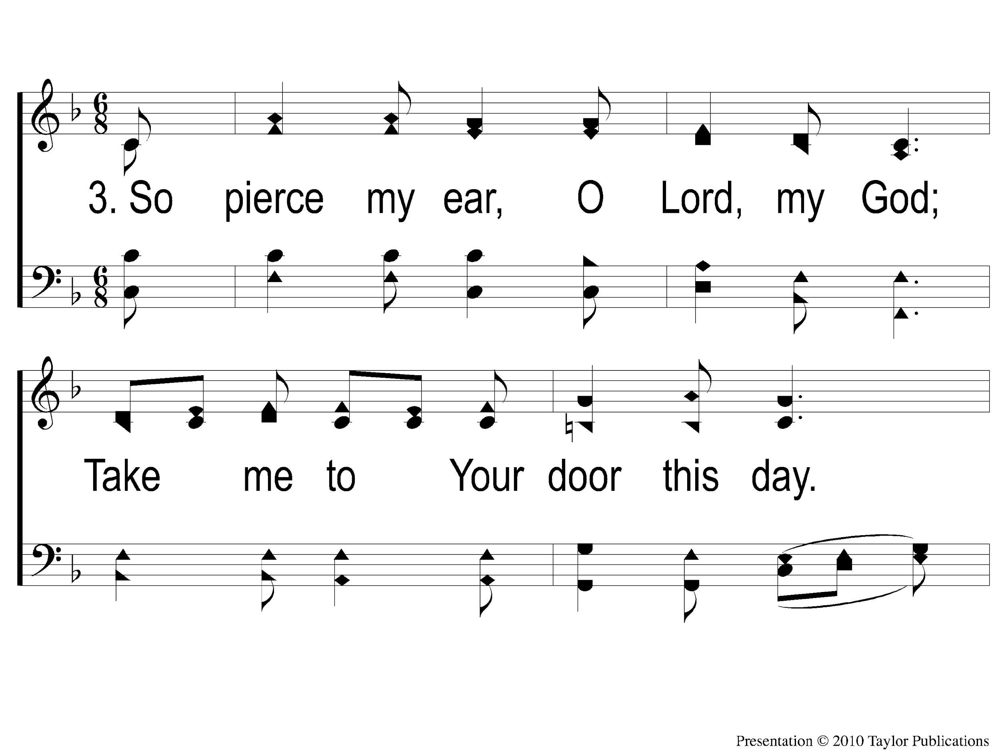 3. So pierce my ear, O Lord, my God;
Take me to Your door this day.
Presentation © 2010 Taylor Publications